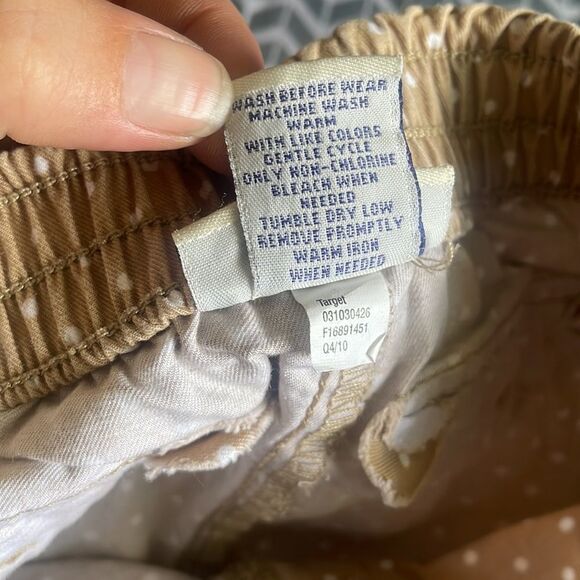 WASH BEFORE WEAR
MACHINE WASH
WARM
WITH LIKE COLORS
GENTLE CYCLE
ONLY NON-CHLORINE
BLEACH WHEN
NEEDED
TUMBLE DRY LOW
REMOVE PROMPTLY
WARM IRON
WHEN NEEDED
Target
031030426
F16891451
Q4/10